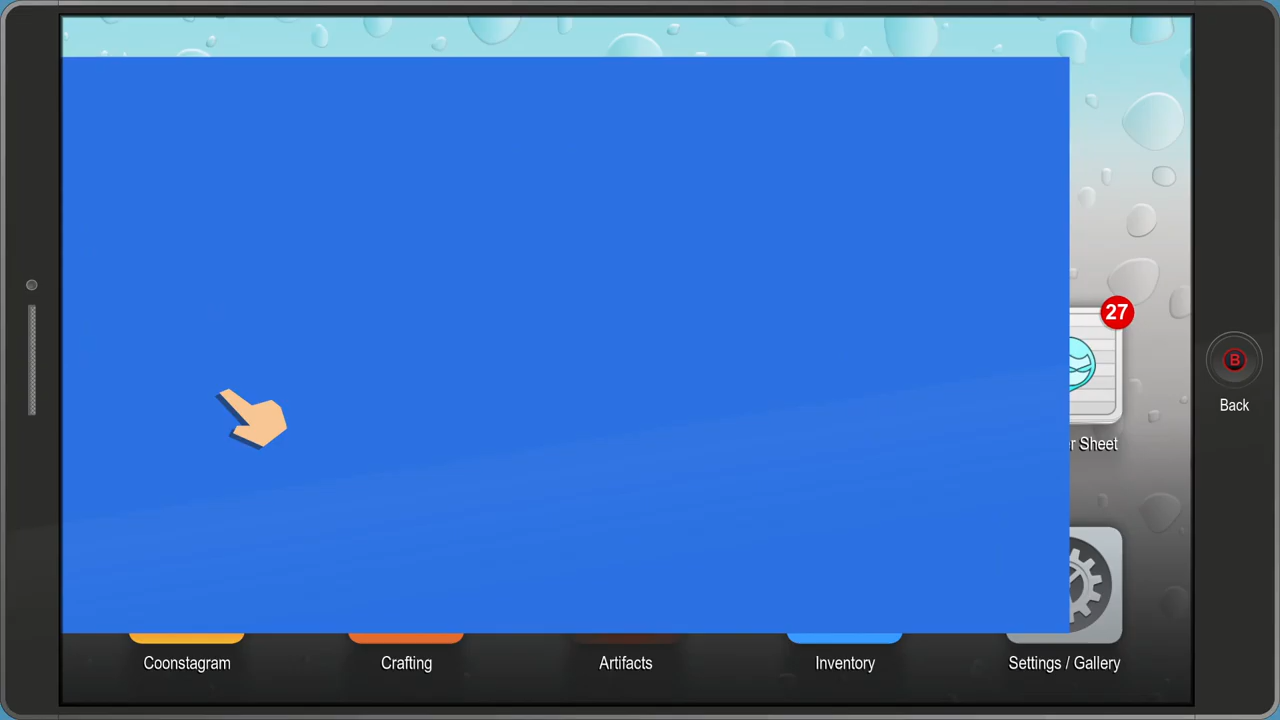 27
B
Back
r Sheet
Coonstagram
Crafting
Artifacts
Inventory
Settings / Gallery